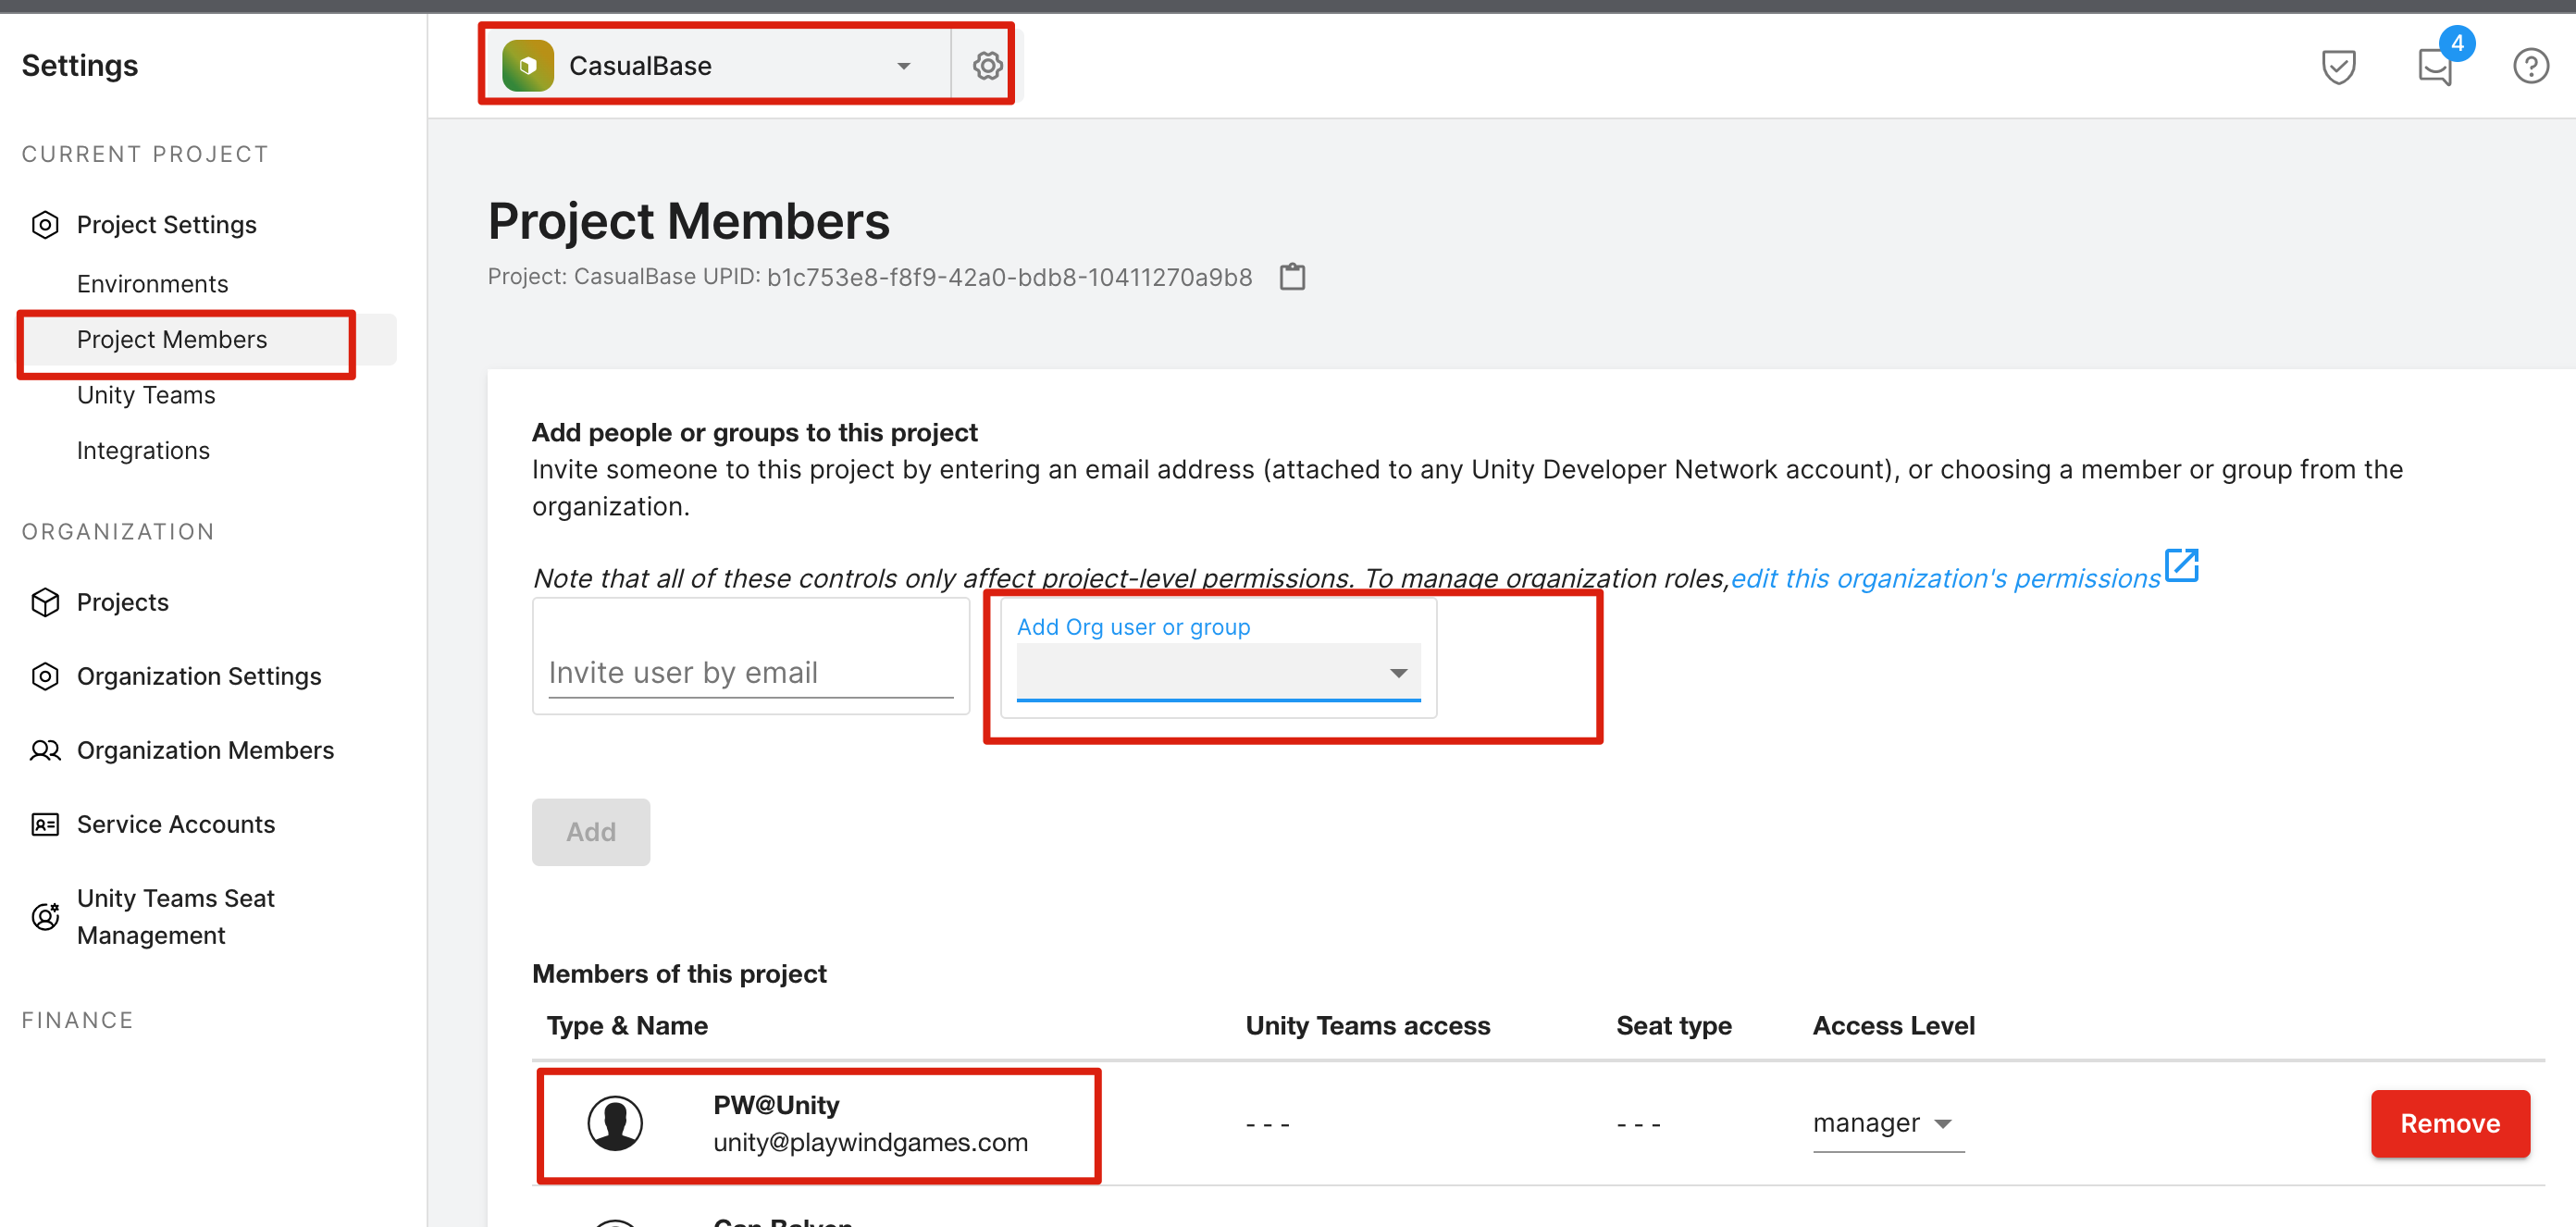 Settings
CURRENT PROJECT
Project Settings
Environments
Project Members
Unity Teams
Integrations
ORGANIZATION
Projects
Organization Settings
Organization Members
Service Accounts
Unity Teams Seat
Management
FINANCE
CasualBase
4
Project Members
Project: CasualBase UPID: b1c753e8-f8f9-42a0-bdb8-10411270a9b8
Add people or groups to this project
Invite someone to this project by entering an email address (attached to any Unity Developer Network account), or choosing a member or group from the
organization.
Note that all of these controls only affect project-level permissions. To manage organization roles,edit this organization's permissions
Invite user by email
Add Org user or group
Add
Members of this project
Type & Name Unity Teams access Seat type Access Level
PW@Unity
unity@playwindgames.com
--- --- manager Remove